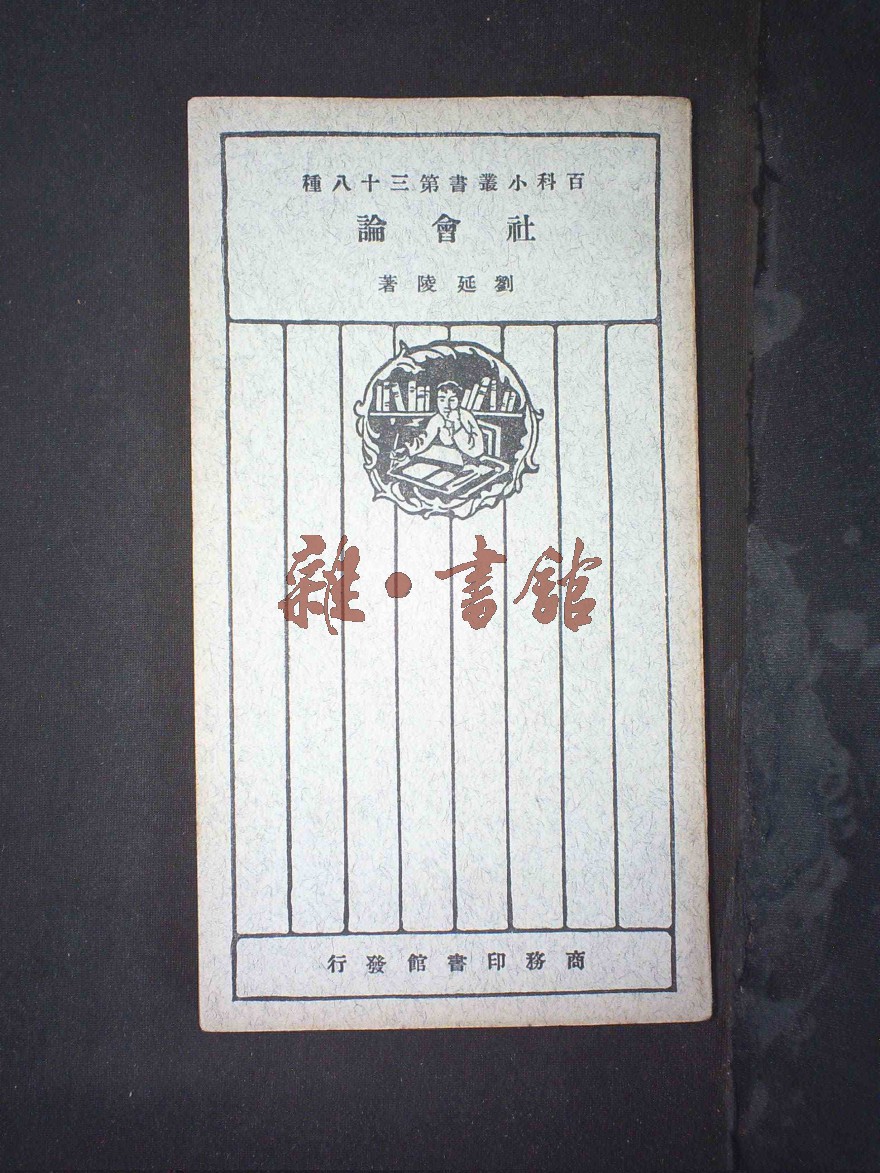 百科小叢書第三十八種
社會論
劉延陵著
雜·書館
商務印書館發行